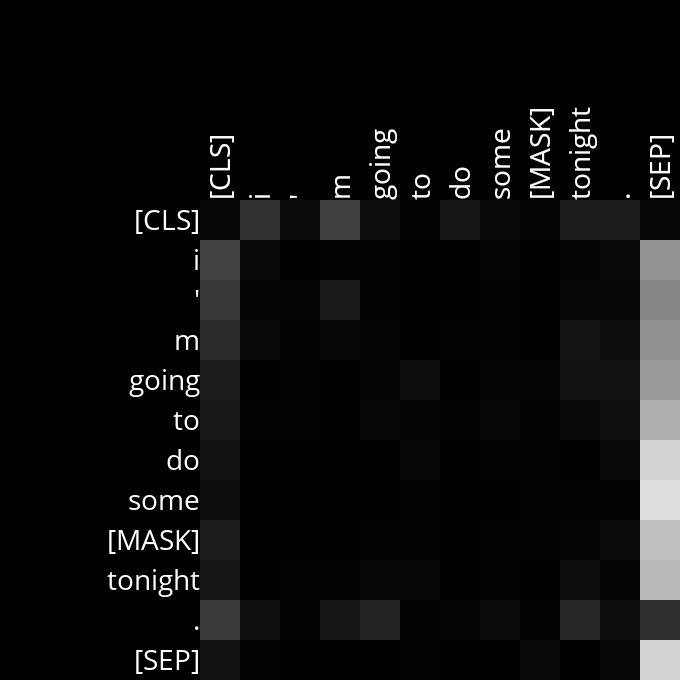 [CLS] i ' m going to do some [MASK] tonight . [SEP]
[CLS]
i
'
m
going
to
do
some
[MASK]
tonight
.
[SEP]